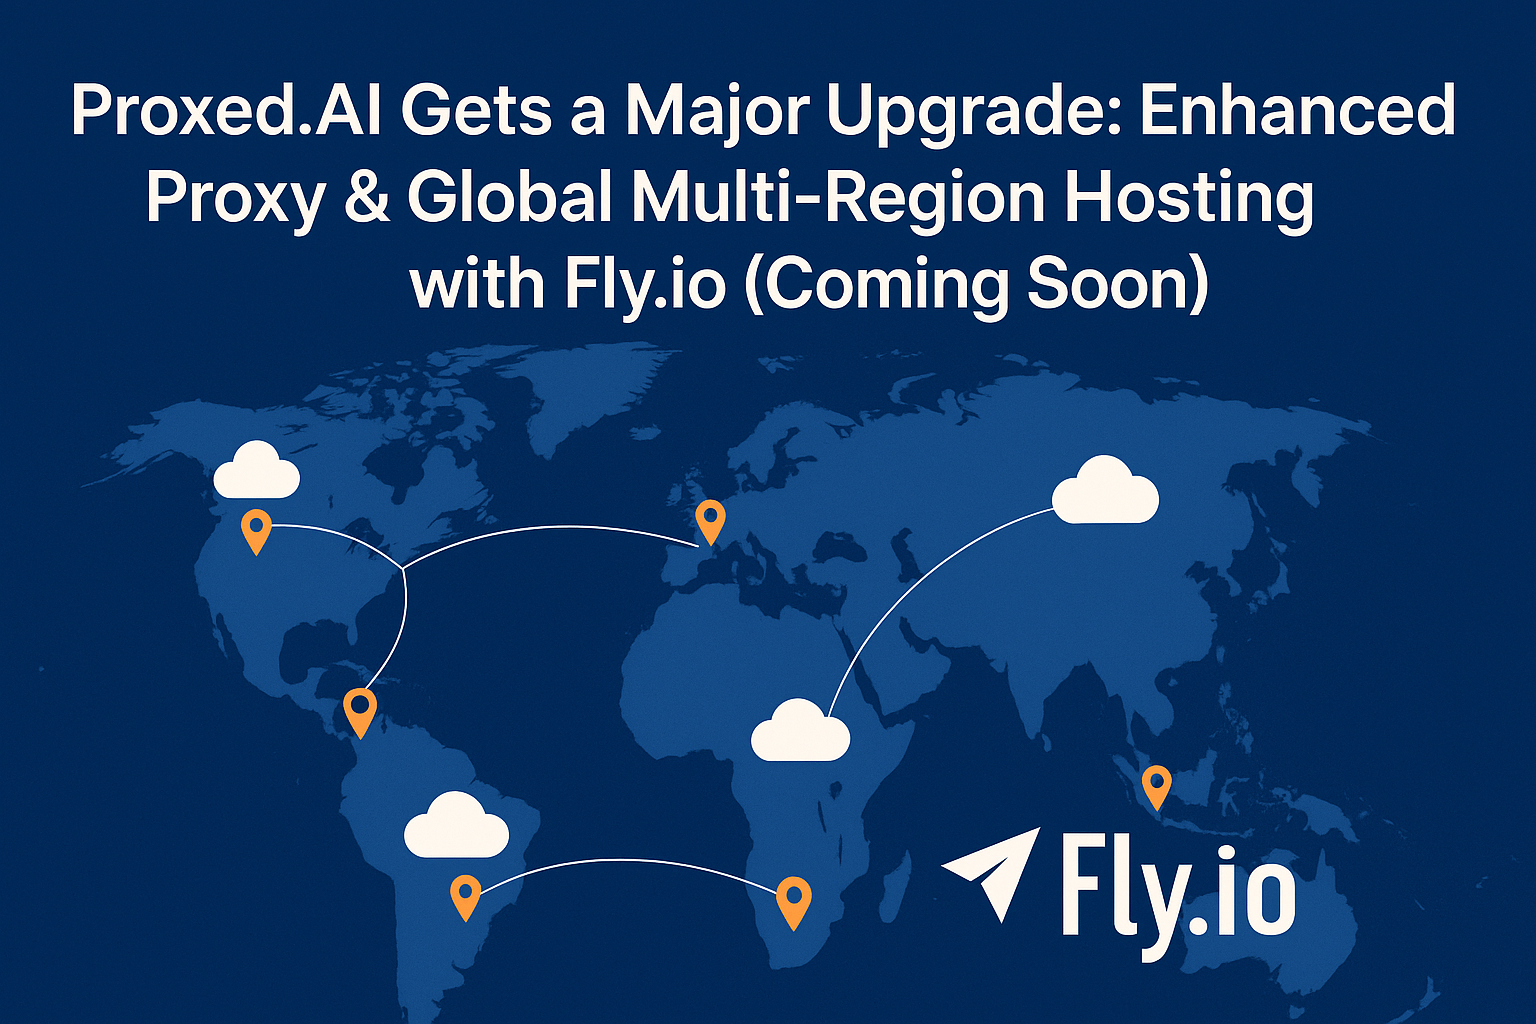 Proxed.AI Gets a Major Upgrade: Enhanced
Proxy & Global Multi-Region Hosting
with Fly.io (Coming Soon)
Fly.io